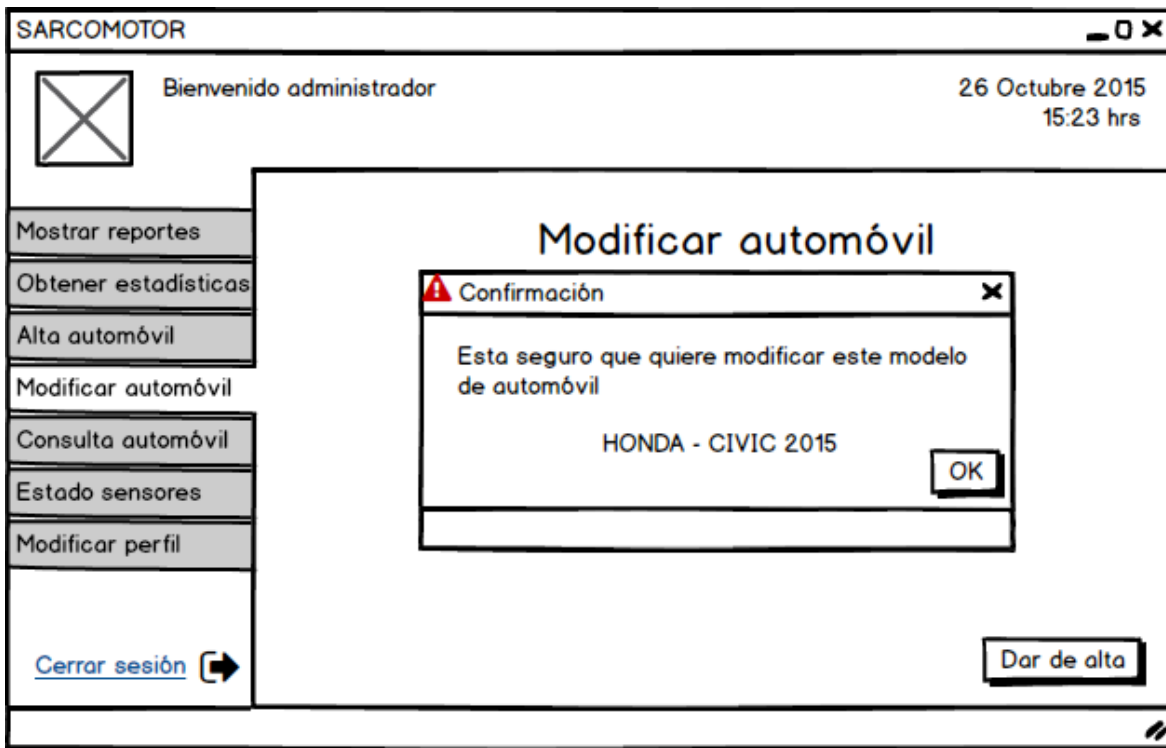 SARCOMOTOR
Bienvenido administrador
26 Octubre 2015
15:23 hrs
Mostrar reportes
Obtener estadísticas
Alta automóvil
Modificar automóvil
Consulta automóvil
Estado sensores
Modificar perfil
Cerrar sesión
Modificar automóvil
Confirmación
Esta seguro que quiere modificar este modelo
de automóvil
HONDA - CIVIC 2015
OK
Dar de alta